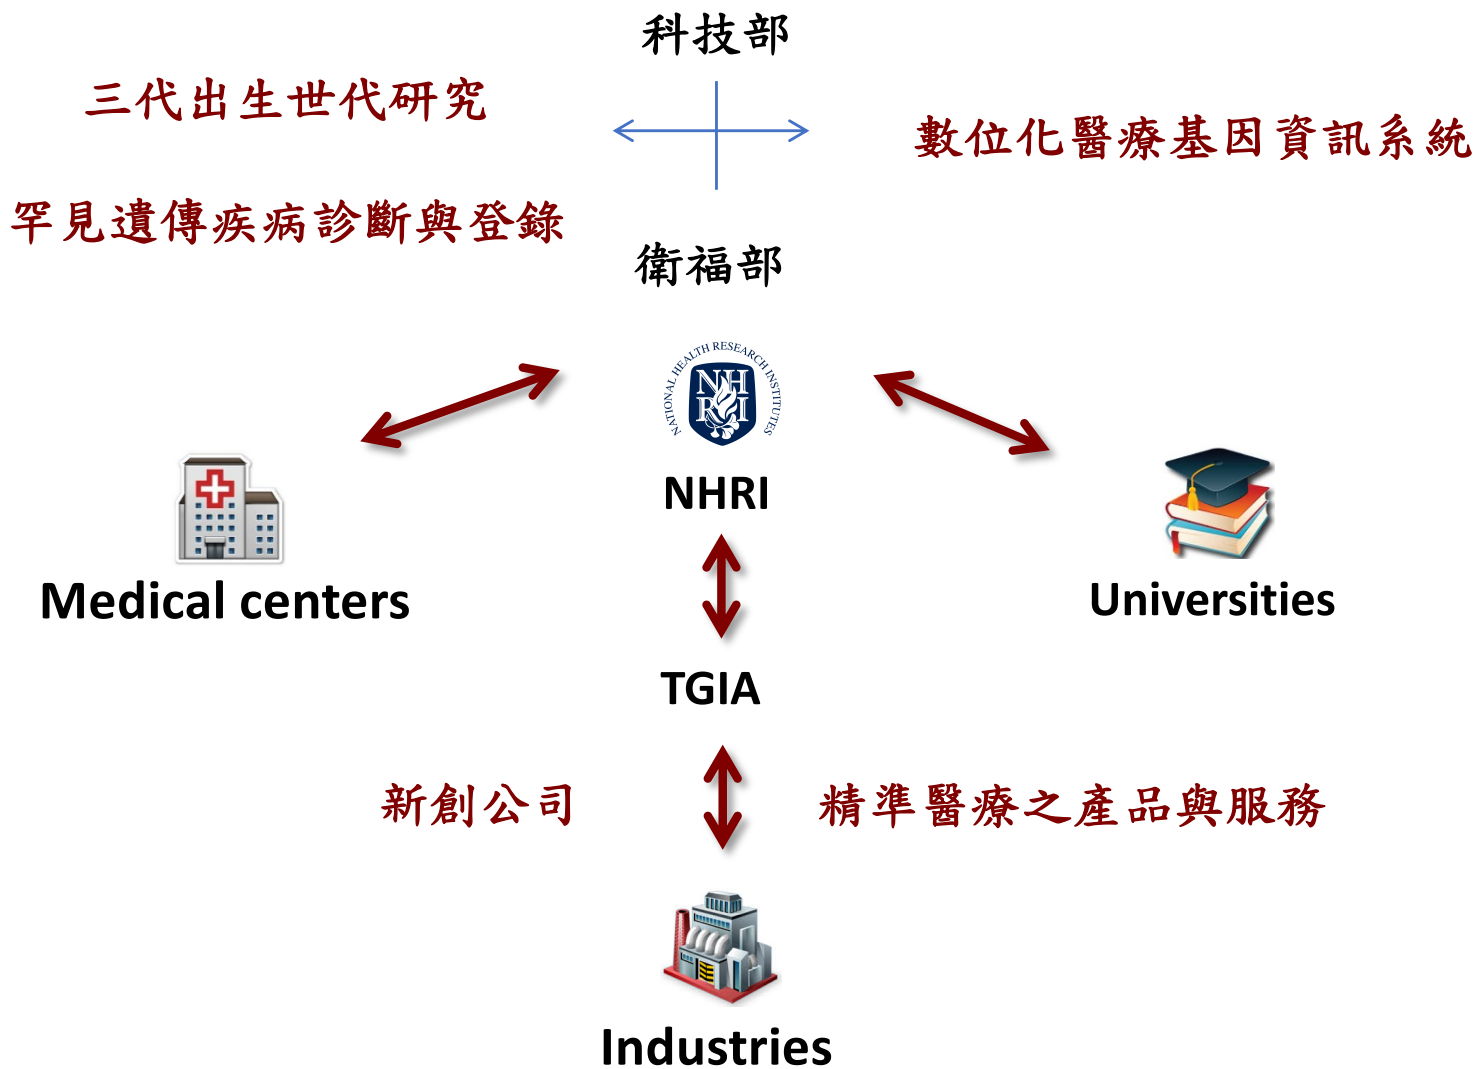 科技部
三代出生世代研究
數位化醫療基因資訊系統
罕見遺傳疾病診斷與登錄
衛福部
NATIONAL HEALTH RESEARCH INSTITUTES
NH
RI
NHRI
Medical centers
Universities
TGIA
新創公司
精準醫療之產品與服務
Industries